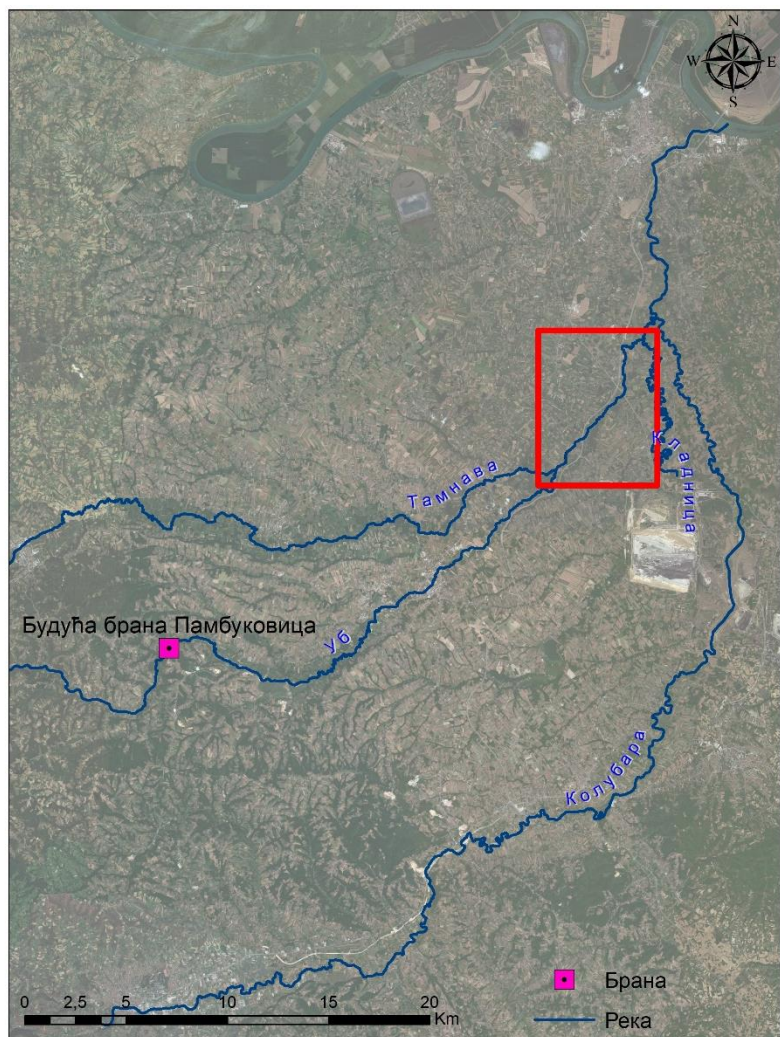 N
W E
S
Кладница
Тамнава
Будућа брана Памбуковица
Уб
Колубара
Брана
0 2,5 5 10 15 20
Km
Река